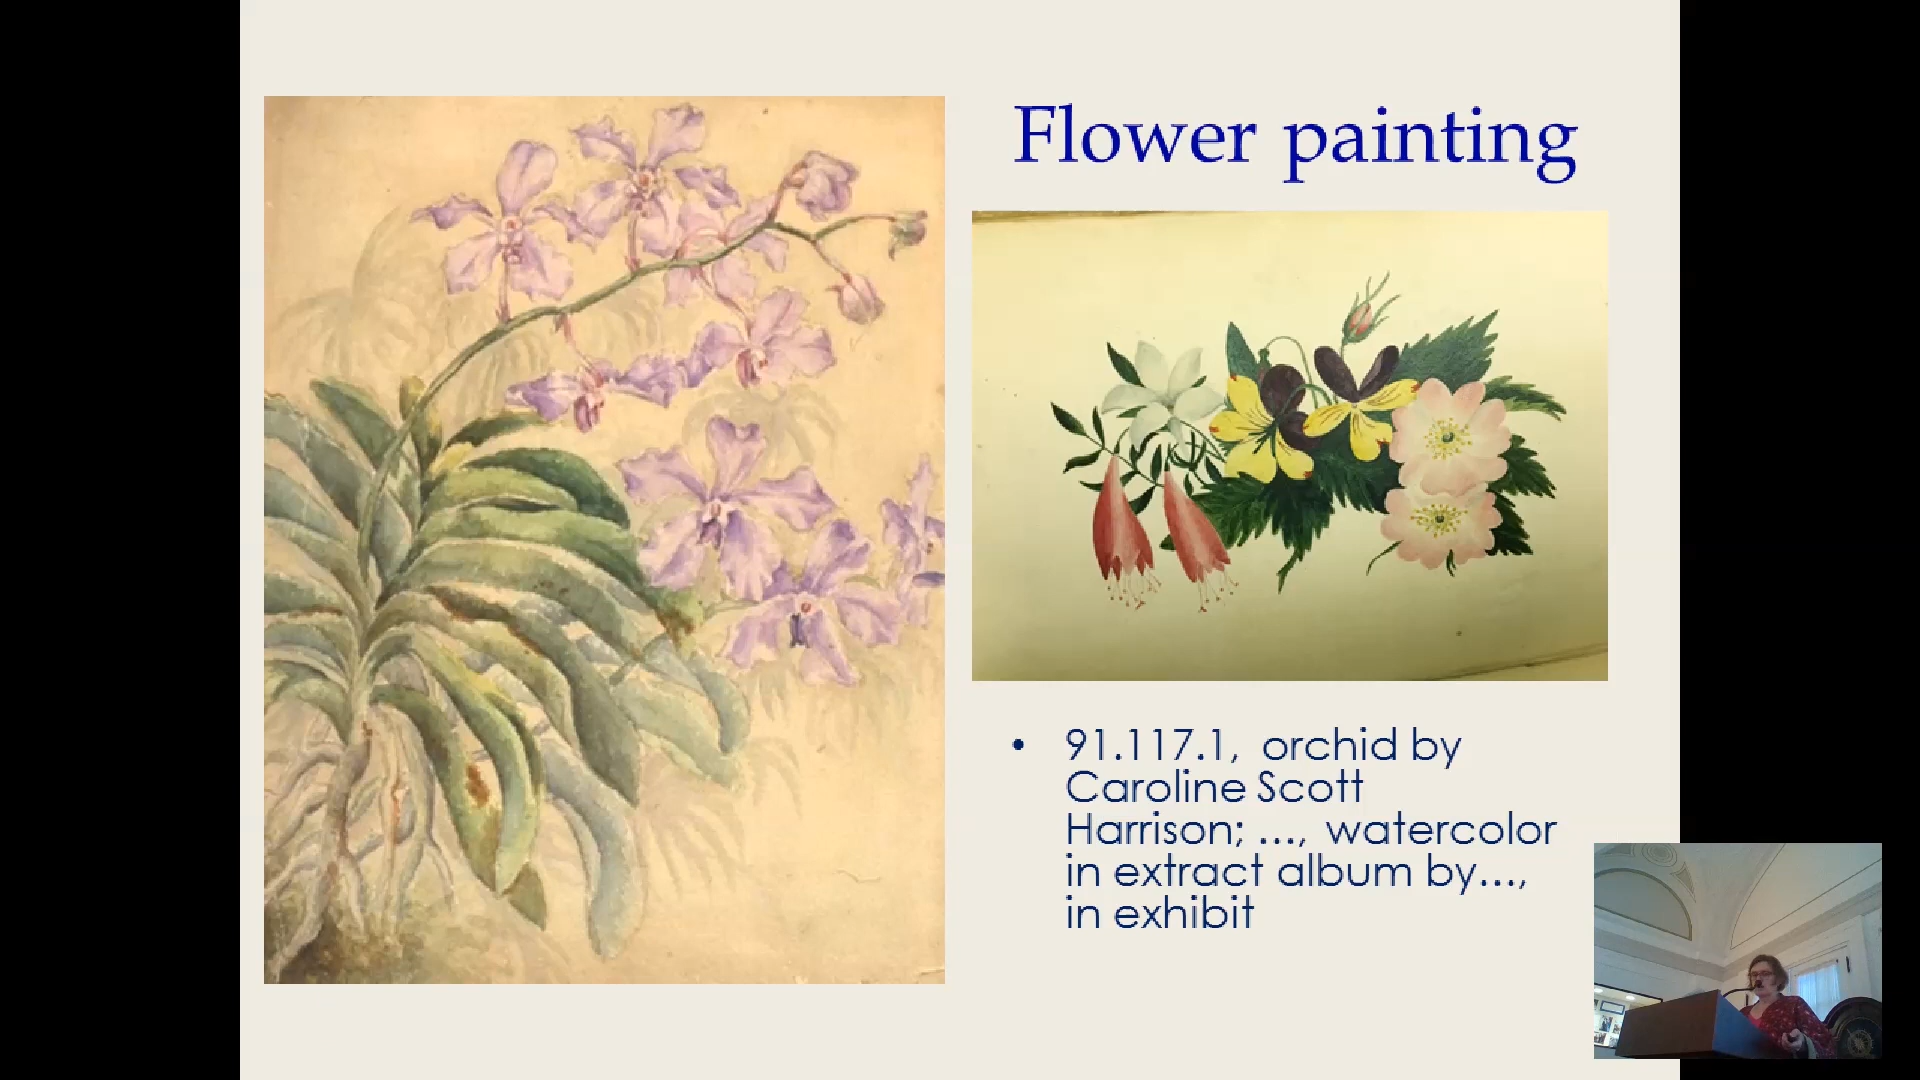 Flower painting
• 91.117.1, orchid by
Caroline Scott
Harrison; ..., watercolor
in extract album by...,
in exhibit